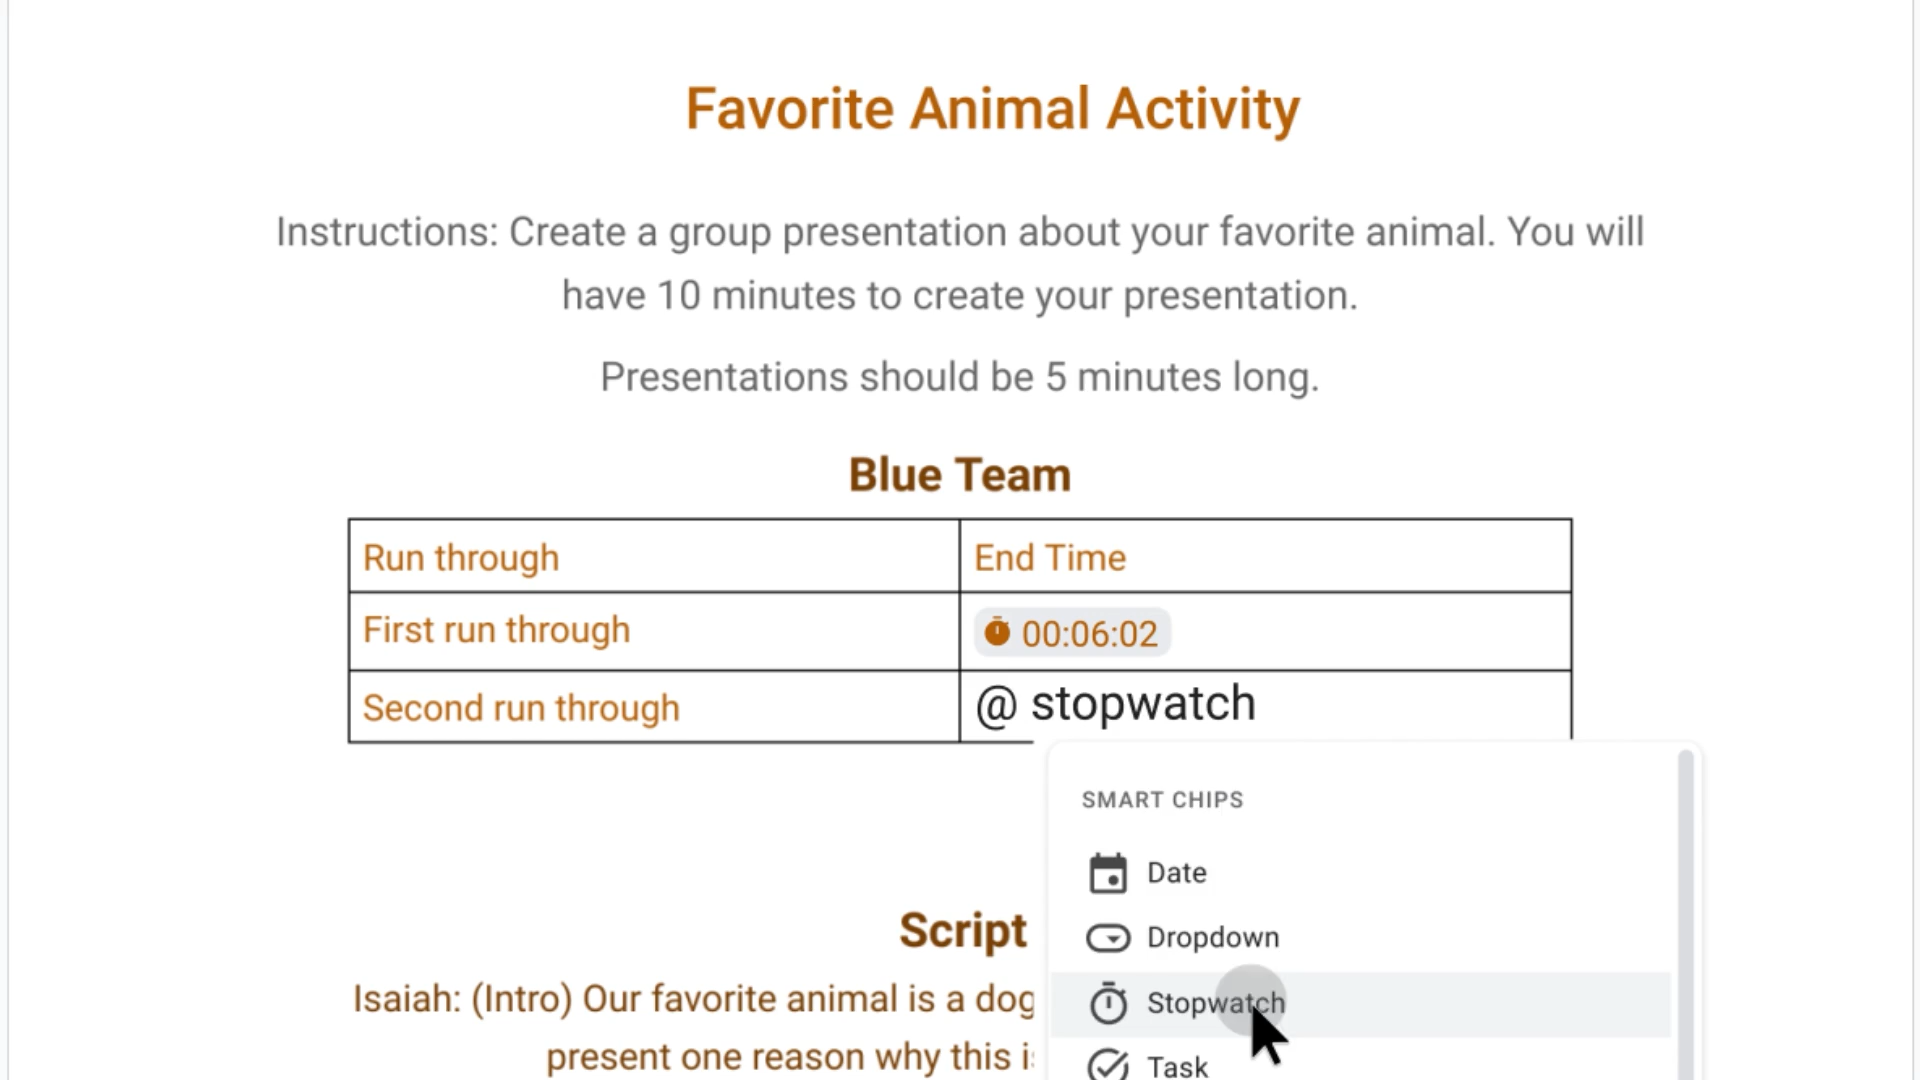 Favorite Animal Activity
Instructions: Create a group presentation about your favorite animal. You will
have 10 minutes to create your presentation.
Presentations should be 5 minutes long.
Blue Team
Run through
End Time
First run through
00:06:02
Second run through
@ stopwatch
SMART CHIPS
Date
Dropdown
Stopwatch
Task
Script
Isaiah: (Intro) Our favorite animal is a dog
present one reason why this